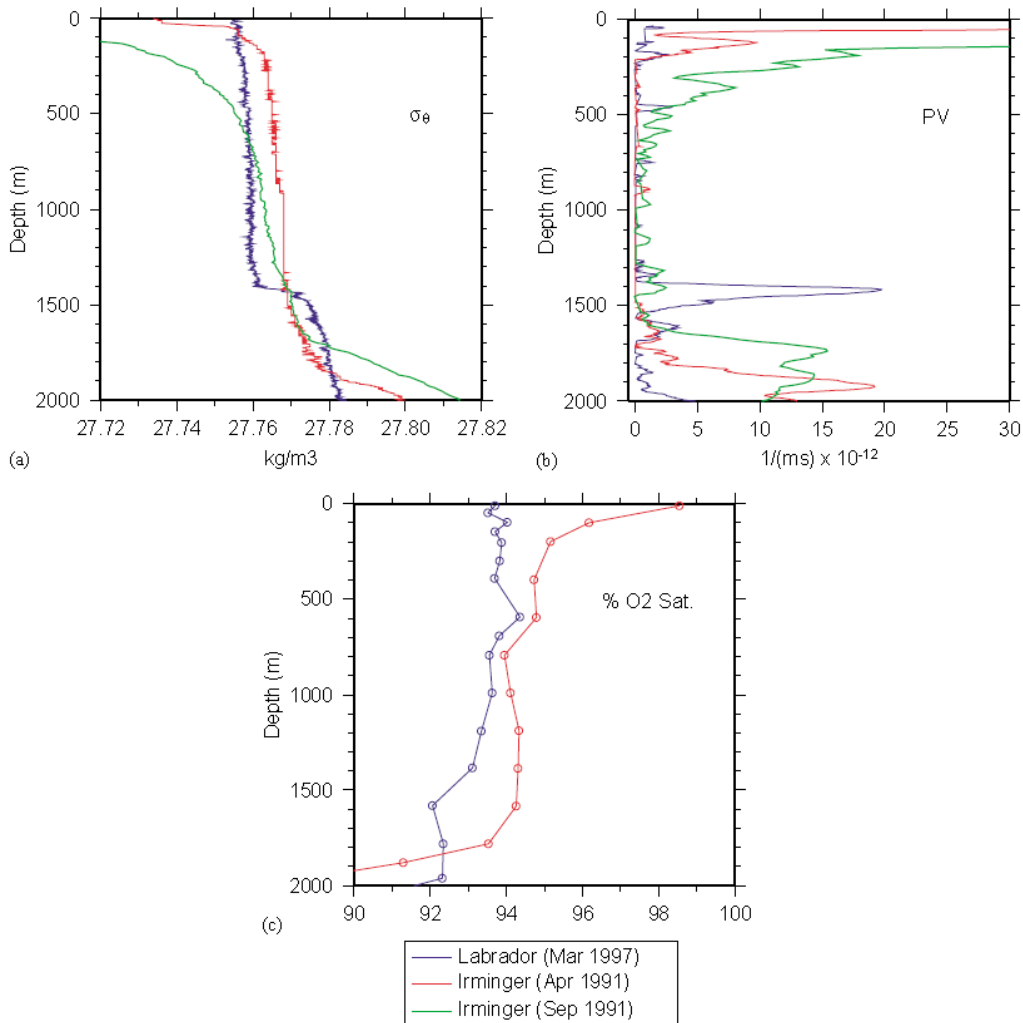 0
500
1000
1500
2000
Depth (m)
σθ
27.72 27.74 27.76 27.78 27.80 27.82
(a) kg/m3
0
500
1000
1500
2000
Depth (m)
PV
0 5 10 15 20 25 30
(b) 1/(ms) x 10-12
0
500
1000
1500
2000
Depth (m)
% O2 Sat.
90 92 94 96 98 100
(c)
Labrador (Mar 1997)
Irminger (Apr 1991)
Irminger (Sep 1991)